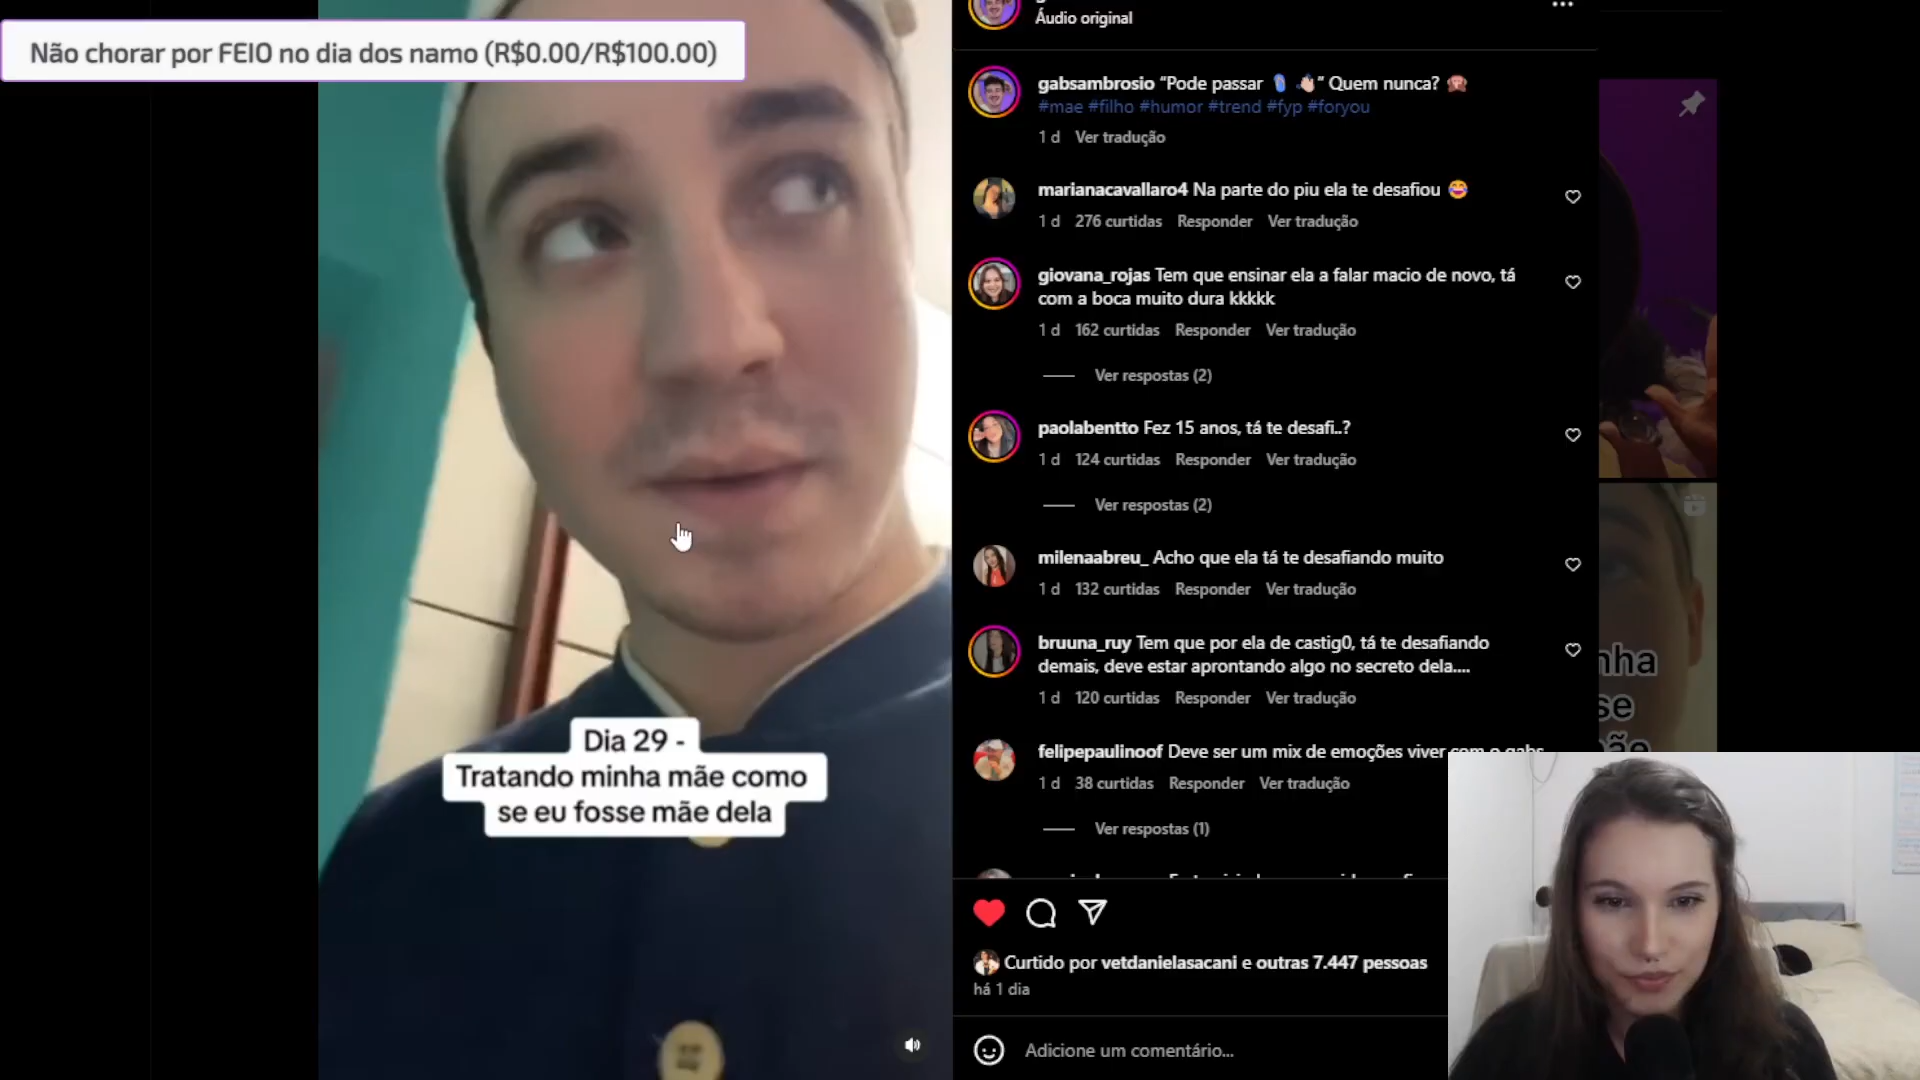 Não chorar por FEIO no dia dos namo (R$0.00/R$100.00)
Dia 29 -
Tratando minha mãe como
se eu fosse mãe dela
Áudio original
gabsambrosio “Pode passar 🩴 👋🏻” Quem nunca? 🙊
#mae #filho #humor #trend #fyp #foryou
1 d Ver tradução
marianacavallaro4 Na parte do piu ela te desafiou 😂
1 d 276 curtidas Responder Ver tradução
giovana_rojas Tem que ensinar ela a falar macio de novo, tá
com a boca muito dura kkkkk
1 d 162 curtidas Responder Ver tradução
Ver respostas (2)
paolabentto Fez 15 anos, tá te desafi..?
1 d 124 curtidas Responder Ver tradução
Ver respostas (2)
milenaabreu_ Acho que ela tá te desafiando muito
1 d 132 curtidas Responder Ver tradução
bruuna_ruy Tem que por ela de castig0, tá te desafiando
demais, deve estar aprontando algo no secreto dela....
1 d 120 curtidas Responder Ver tradução
felipepaulinoof Deve ser um mix de emoções viver com o gabs
1 d 38 curtidas Responder Ver tradução
Ver respostas (1)
Curtido por vetdanielasacani e outras 7.447 pessoas
há 1 dia
Adicione um comentário...
nha
se
mãe